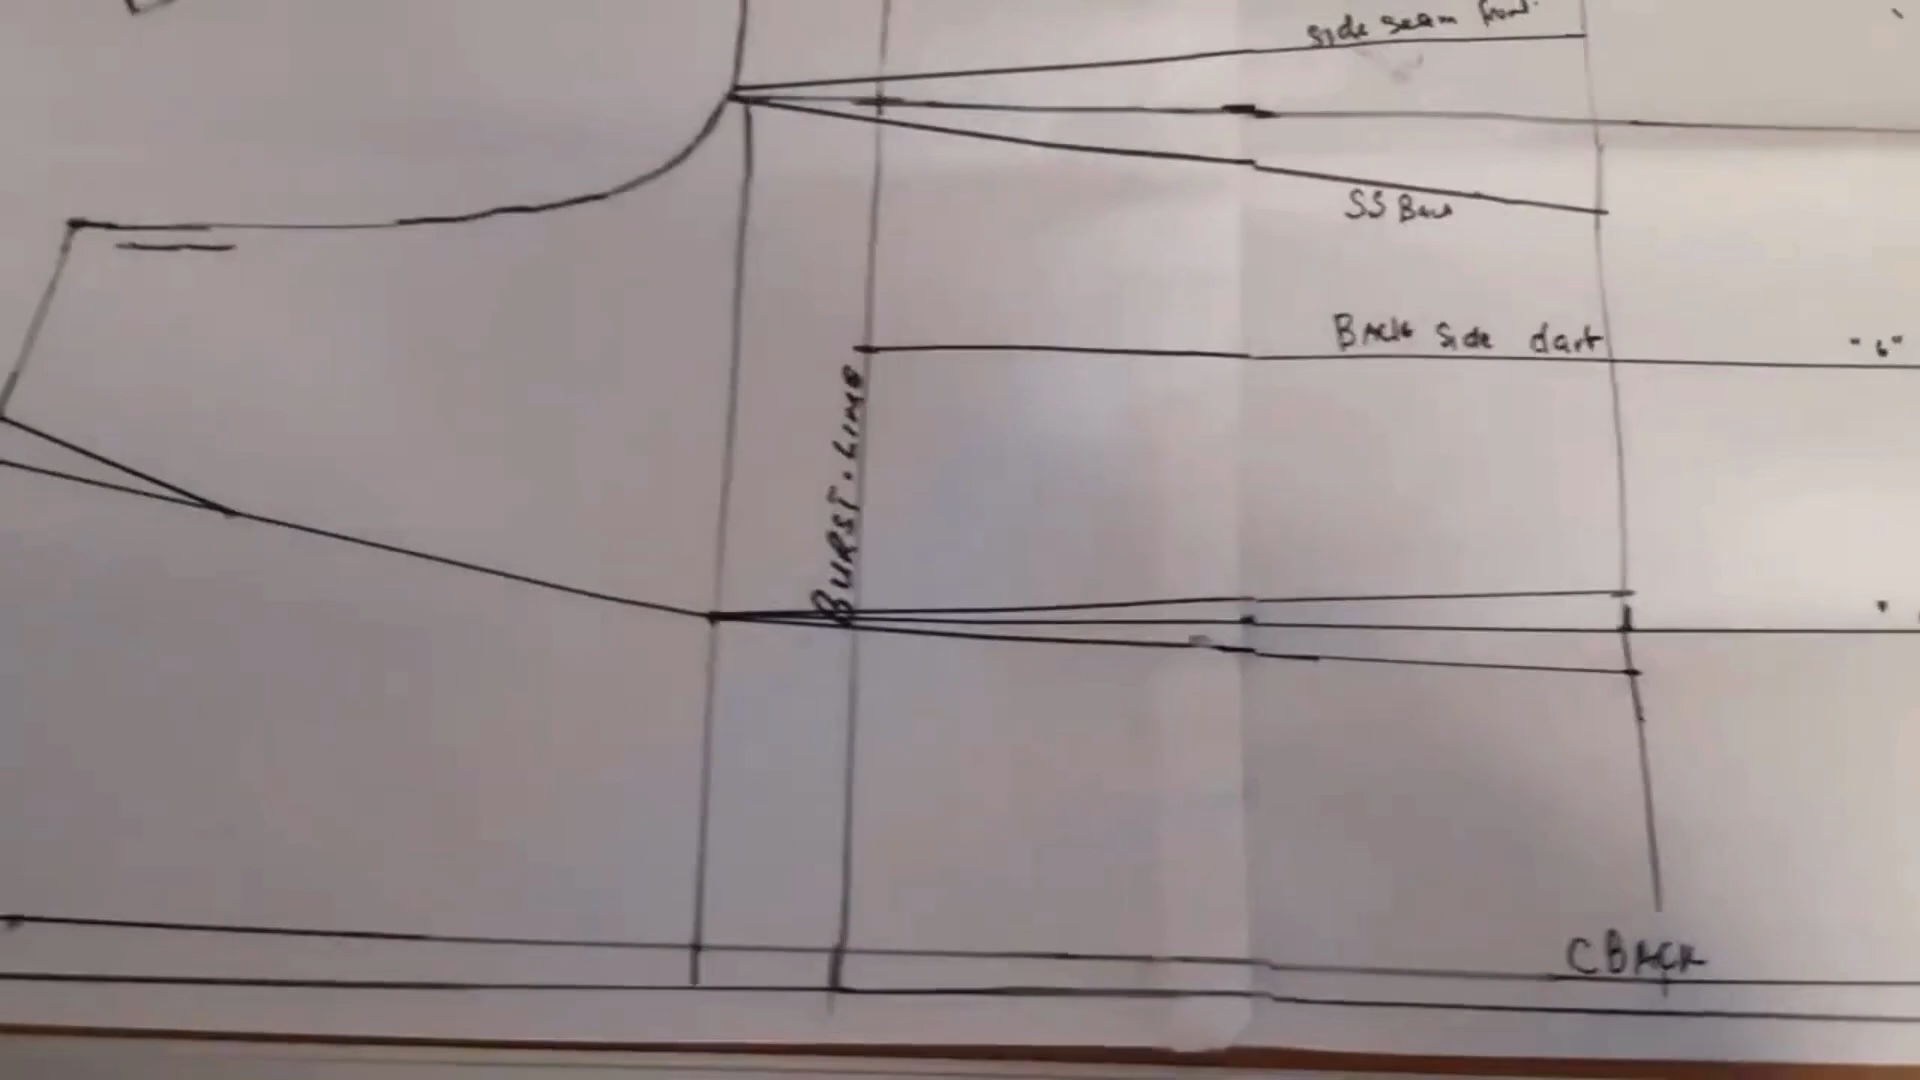 Side seam front.
SS Back
Back Side dart
"6"
BURST.LINE
CBACK